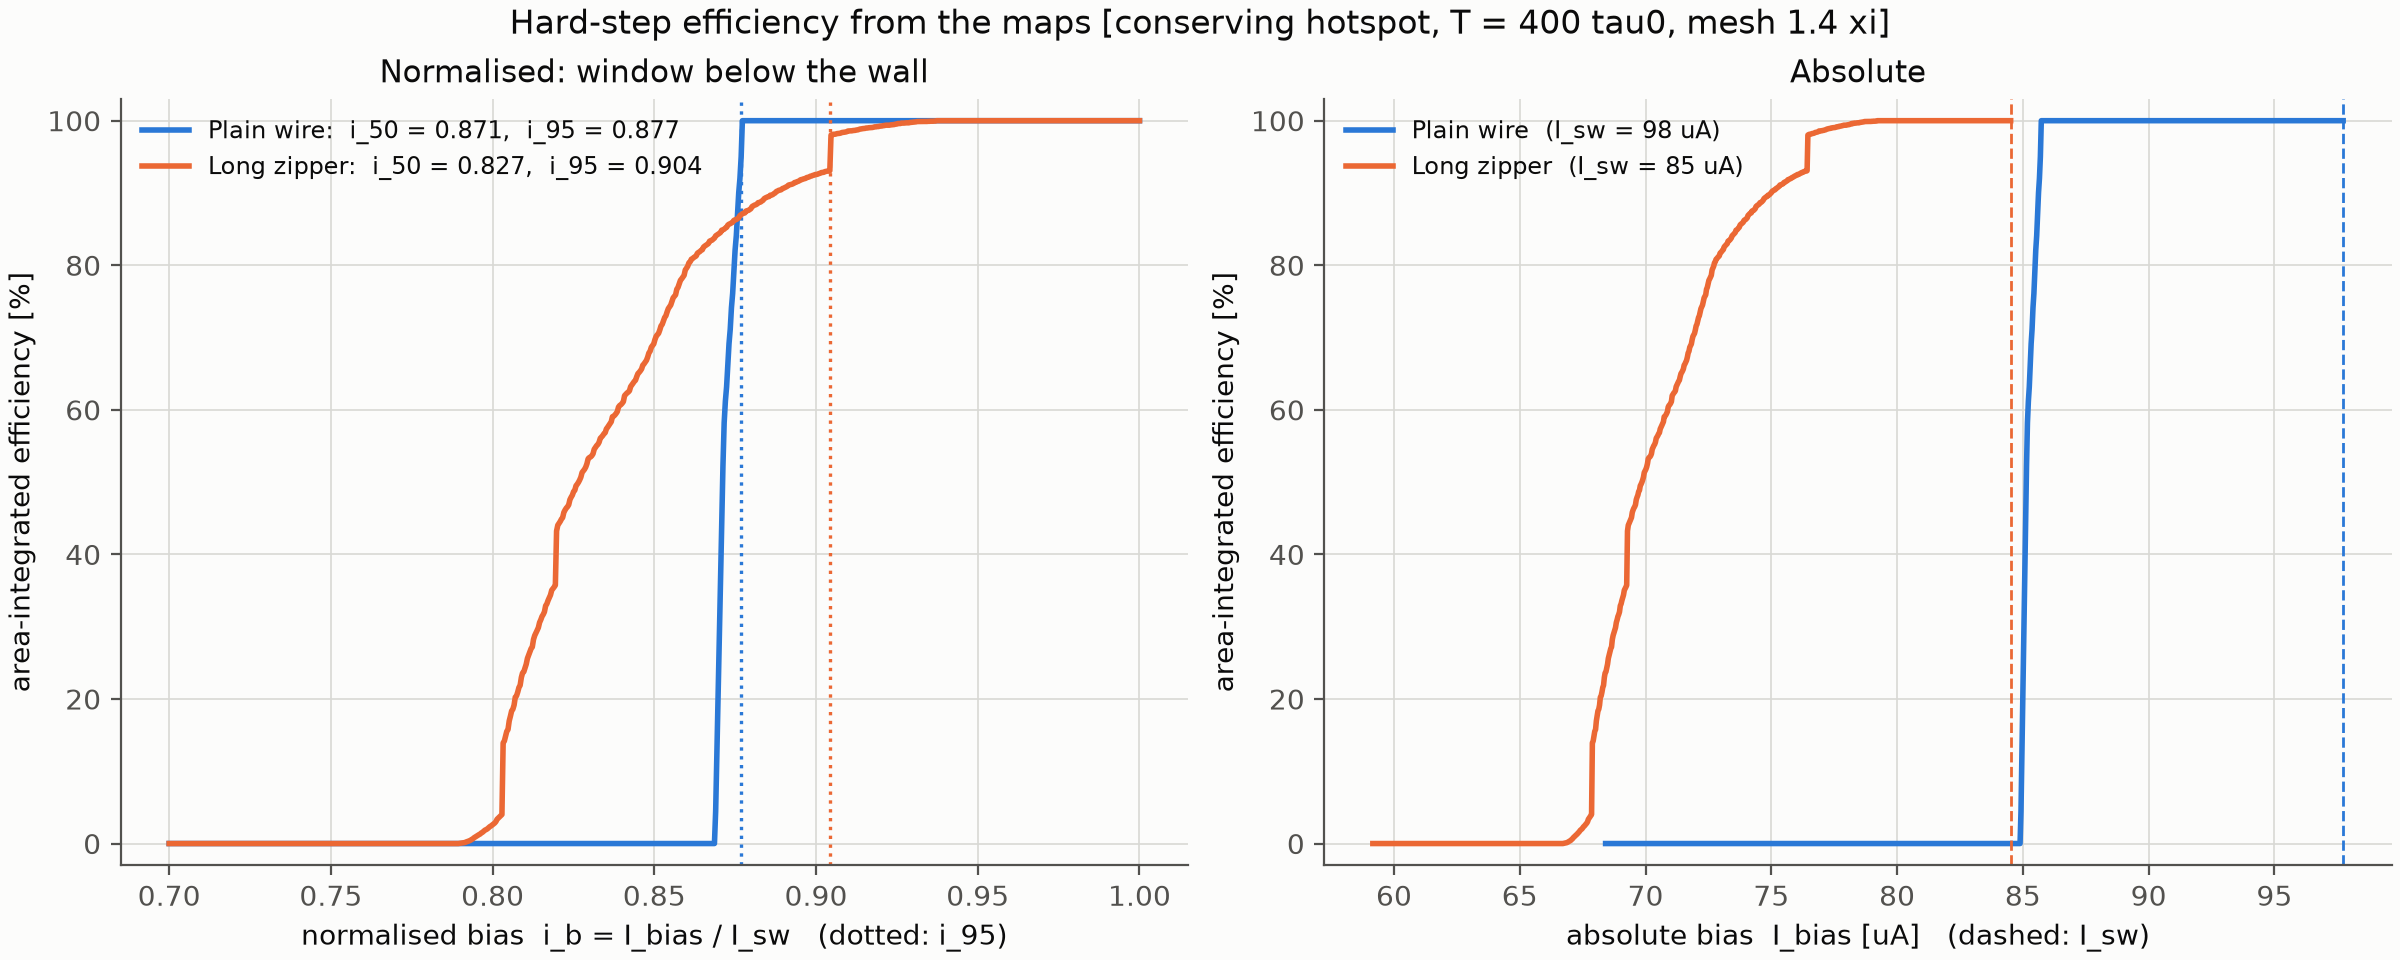 Hard-step efficiency from the maps [conserving hotspot, T = 400 tau0, mesh 1.4 xi]
Normalised: window below the wall
Plain wire:  i_50 = 0.871,  i_95 = 0.877
Long zipper:  i_50 = 0.827,  i_95 = 0.904
area-integrated efficiency [%]
100
80
60
40
20
0
0.70 0.75 0.80 0.85 0.90 0.95 1.00
normalised bias  i_b = I_bias / I_sw   (dotted: i_95)
Absolute
Plain wire  (I_sw = 98 uA)
Long zipper  (I_sw = 85 uA)
area-integrated efficiency [%]
100
80
60
40
20
0
60 65 70 75 80 85 90 95
absolute bias  I_bias [uA]   (dashed: I_sw)